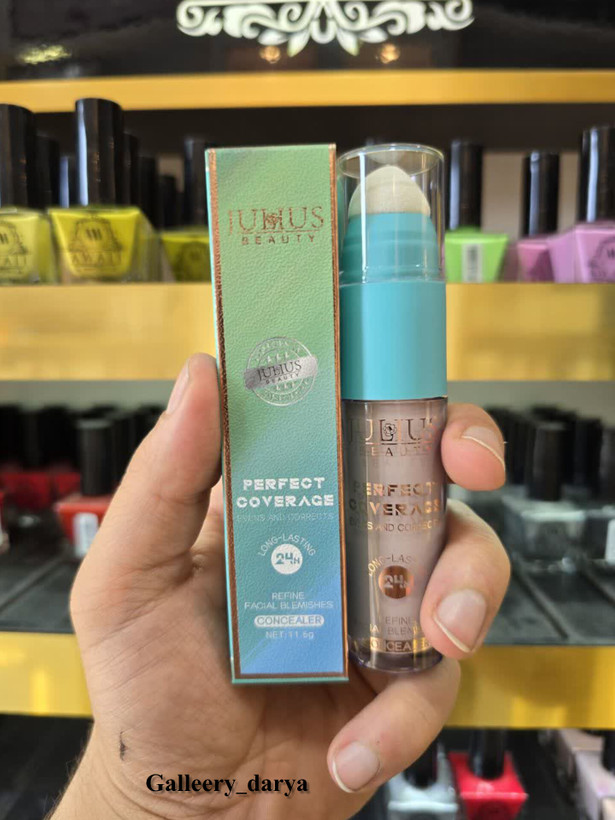 JULIUS
BEAUTY
JULIUS
BEAUTY
PERFECT
COVERAGE
LONG-LASTING
24H
REFINE
FACIAL BLEMISHES
CONCEALER
NET:11.6g
JULIUS
BEAUTY
PERFECT
COVERAGE
24H
Galleery_darya